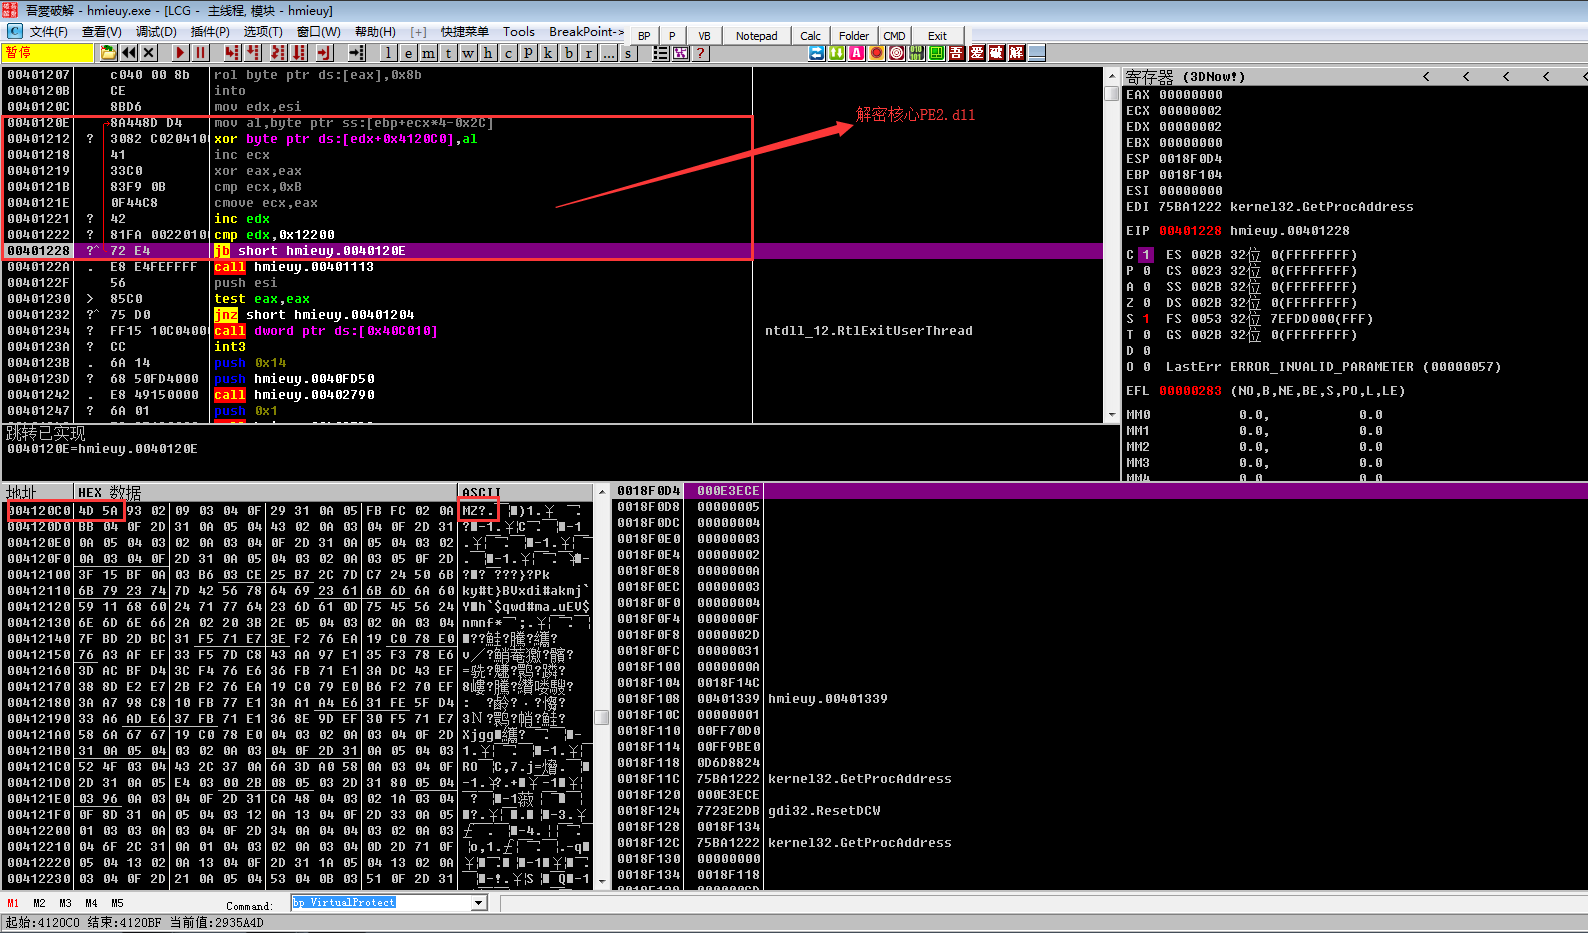 吾爱破解 - hmieuy.exe - [LCG - 主线程, 模块 - hmieuy]
文件(F) 查看(V) 调试(D) 插件(P) 选项(T) 窗口(W) 帮助(H) [+] 快捷菜单 Tools BreakPoint-> BP P VB Notepad Calc Folder CMD Exit
暂停 l e m t w h c p k b r ... s ? 吾 爱 破 解
00401207 c040 00 8b rol byte ptr ds:[eax],0x8b
0040120B CE into
0040120C 8BD6 mov edx,esi
0040120E 8A448D D4 mov al,byte ptr ss:[ebp+ecx*4-0x2C]
00401212 ? 3082 C0204100 xor byte ptr ds:[edx+0x4120C0],al
00401218 41 inc ecx
00401219 33C0 xor eax,eax
0040121B 83F9 0B cmp ecx,0xB
0040121E 0F44C8 cmove ecx,eax
00401221 ? 42 inc edx
00401222 ? 81FA 00220100 cmp edx,0x12200
00401228 ?^ 72 E4 jb short hmieuy.0040120E
0040122A . E8 E4FEFFFF call hmieuy.00401113
0040122F . 56 push esi
00401230 > 85C0 test eax,eax
00401232 ?^ 75 D0 jnz short hmieuy.00401204
00401234 ? FF15 10C04000 call dword ptr ds:[0x40C010] ntdll_12.RtlExitUserThread
0040123A ? CC int3
0040123B . 6A 14 push 0x14
0040123D ? 68 50FD4000 push hmieuy.0040FD50
00401242 . E8 49150000 call hmieuy.00402790
00401247 ? 6A 01 push 0x1
解密核心PE2.dll
跳转已实现
0040120E=hmieuy.0040120E
寄存器 (3DNow!) < < < < <
EAX 00000000
ECX 00000002
EDX 00000002
EBX 00000000
ESP 0018F0D4
EBP 0018F104
ESI 00000000
EDI 75BA1222 kernel32.GetProcAddress
EIP 00401228 hmieuy.00401228
C 1 ES 002B 32位 0(FFFFFFFF)
P 0 CS 0023 32位 0(FFFFFFFF)
A 0 SS 002B 32位 0(FFFFFFFF)
Z 0 DS 002B 32位 0(FFFFFFFF)
S 1 FS 0053 32位 7EFDD000(FFF)
T 0 GS 002B 32位 0(FFFFFFFF)
D 0
O 0 LastErr ERROR_INVALID_PARAMETER (00000057)
EFL 00000283 (NO,B,NE,BE,S,PO,L,LE)
MM0 0.0, 0.0
MM1 0.0, 0.0
MM2 0.0, 0.0
MM3 0.0, 0.0
地址 HEX 数据 ASCII
004120C0 4D 5A 93 02 09 03 04 0F 29 31 0A 05 FB FC 02 0A
004120D0 BB 04 0F 2D 31 0A 05 04 43 02 0A 03 04 0F 2D 31
004120E0 0A 05 04 03 02 0A 03 04 0F 2D 31 0A 05 04 03 02
004120F0 0A 03 04 0F 2D 31 0A 05 04 03 02 0A 03 05 0F 2D
00412100 3F 15 BF 0A 03 B6 03 CE 25 B7 2C 7D C7 24 50 6B
00412110 6B 79 23 74 7D 42 56 78 64 69 23 61 6B 6D 6A 60
00412120 59 11 68 60 24 71 77 64 23 6D 61 0D 75 45 56 24
00412130 6E 6D 6E 66 2A 02 20 3B 2E 05 04 03 02 0A 03 04
00412140 7F BD 2D BC 31 F5 71 E7 3E F2 76 EA 19 C0 78 E0
00412150 76 A3 AF EF 33 F5 7D C8 43 AA 97 E1 35 F3 78 E6
00412160 3D AC BF D4 3C F4 76 E6 36 FB 71 E1 3A DC 43 EF
00412170 38 8D E2 E7 2B F2 76 EA 19 C0 79 E0 B6 F2 70 EF
00412180 3A A7 98 C8 10 FB 77 E1 3A A1 A4 E6 31 FE 5F D4
00412190 33 A6 AD E6 37 FB 71 E1 36 8E 9D EF 30 F5 71 E7
004121A0 58 6A 67 67 19 C0 78 E0 04 03 02 0A 03 04 0F 2D
004121B0 31 0A 05 04 03 02 0A 03 04 0F 2D 31 0A 05 04 03
004121C0 52 4F 03 04 43 2C 37 0A 6A 3D A0 58 0A 03 04 0F
004121D0 2D 31 0A 05 E4 03 00 2B 08 05 03 2D 31 80 05 04
004121E0 03 96 0A 03 04 0F 2D 31 CA 48 04 03 02 1A 03 04
004121F0 0F 8D 31 0A 05 04 03 12 0A 13 04 0F 2D 33 0A 05
00412200 01 03 03 0A 03 04 0F 2D 34 0A 04 04 03 02 0A 03
00412210 04 6F 2C 31 0A 01 04 03 02 0A 03 04 0D 2D 71 0F
00412220 05 04 13 02 0A 13 04 0F 2D 31 1A 05 04 13 02 0A
00412230 03 04 0F 2D 21 0A 05 04 53 04 0B 03 51 0F 2D 31
0018F0D4 000E3ECE
0018F0D8 00000005
0018F0DC 00000004
0018F0E0 00000003
0018F0E4 00000002
0018F0E8 0000000A
0018F0EC 00000003
0018F0F0 00000004
0018F0F4 0000000F
0018F0F8 0000002D
0018F0FC 00000031
0018F100 0000000A
0018F104 0018F14C
0018F108 00401339 hmieuy.00401339
0018F10C 00000001
0018F110 00FF70D0
0018F114 00FF9BE0
0018F118 0D6D8824
0018F11C 75BA1222 kernel32.GetProcAddress
0018F120 000E3ECE
0018F124 7723E2DB gdi32.ResetDCW
0018F128 0018F134
0018F12C 75BA1222 kernel32.GetProcAddress
0018F130 00000000
0018F134 0018F118
M1 M2 M3 M4 M5 Command: bp VirtualProtect
起始:4120C0 结束:4120BF 当前值:2935A4D